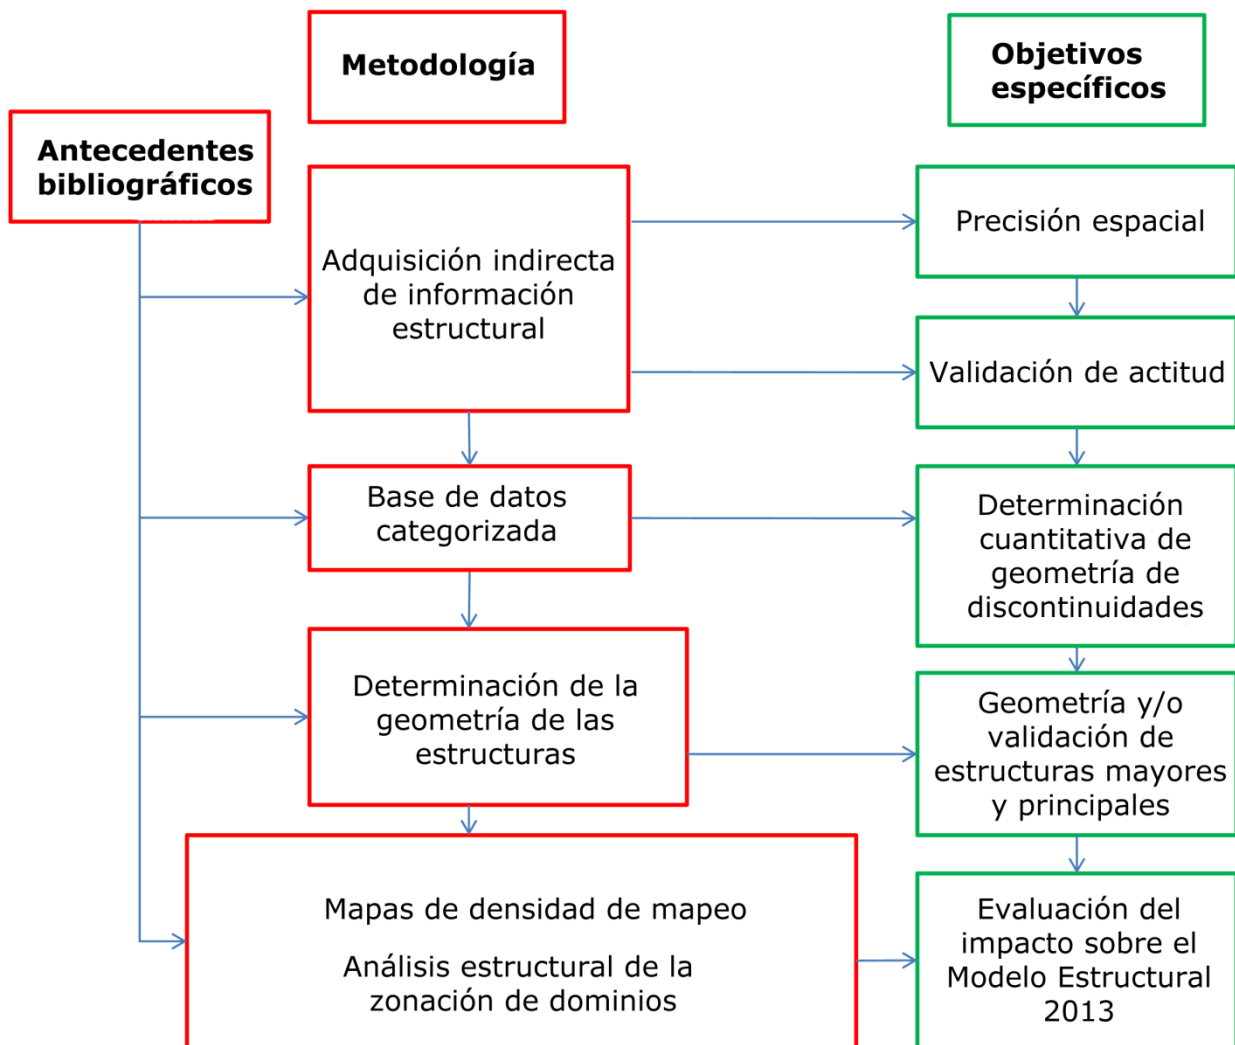 Metodología
Objetivos
específicos
Antecedentes
bibliográficos
Adquisición indirecta
de información
estructural
Precisión espacial
Validación de actitud
Base de datos
categorizada
Determinación
cuantitativa de
geometría de
discontinuidades
Determinación de la
geometría de las
estructuras
Geometría y/o
validación de
estructuras mayores
y principales
Mapas de densidad de mapeo
Análisis estructural de la
zonación de dominios
Evaluación del
impacto sobre el
Modelo Estructural
2013